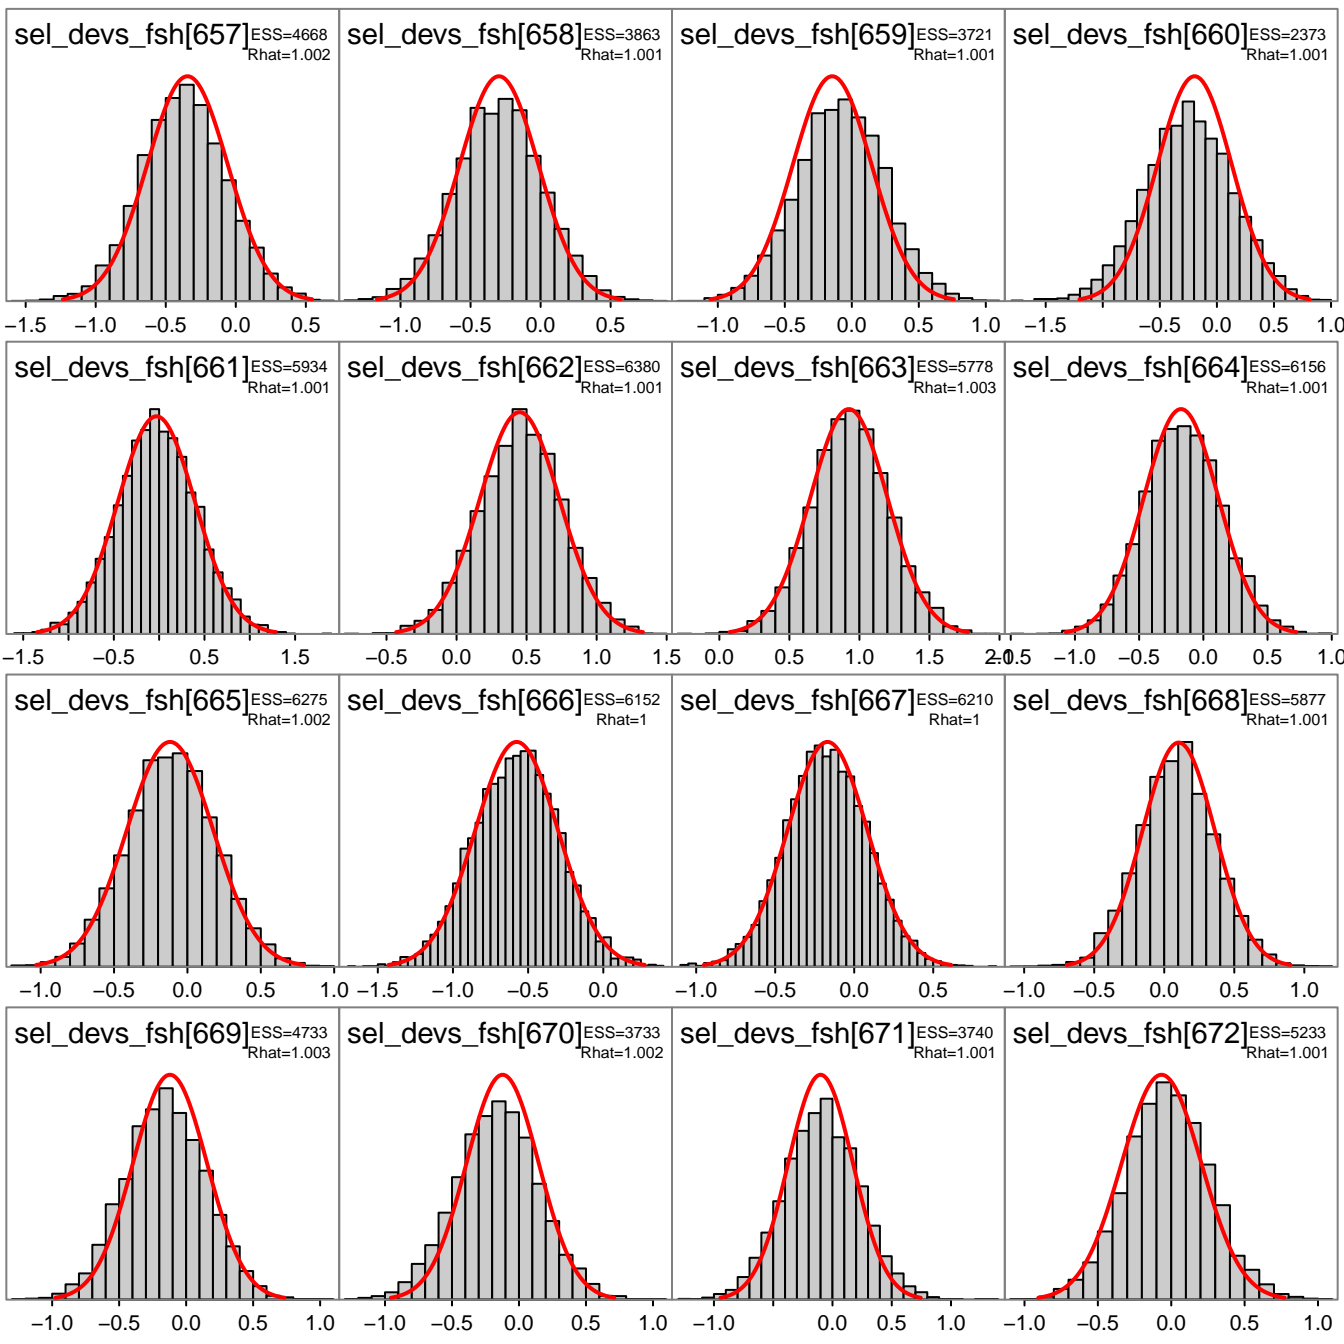 sel_devs_fsh[657] ESS=4668
Rhat=1.002
sel_devs_fsh[658] ESS=3863
Rhat=1.001
sel_devs_fsh[659] ESS=3721
Rhat=1.001
sel_devs_fsh[660] ESS=2373
Rhat=1.001
−1.5 −1.0 −0.5 0.0 0.5
−1.0 −0.5 0.0 0.5
−1.0 −0.5 0.0 0.5 1.0
−1.5 −0.5 0.0 0.5 1.0
sel_devs_fsh[661] ESS=5934
Rhat=1.001
sel_devs_fsh[662] ESS=6380
Rhat=1.001
sel_devs_fsh[663] ESS=5778
Rhat=1.003
sel_devs_fsh[664] ESS=6156
Rhat=1.001
−1.5 −0.5 0.5 1.5
−0.5 0.0 0.5 1.0 1.5
0.0 0.5 1.0 1.5 2.0
−1.5 −1.0 −0.5 0.0 0.5 1.0
sel_devs_fsh[665] ESS=6275
Rhat=1.002
sel_devs_fsh[666] ESS=6152
Rhat=1
sel_devs_fsh[667] ESS=6210
Rhat=1
sel_devs_fsh[668] ESS=5877
Rhat=1.001
−1.0 −0.5 0.0 0.5 1.0
−1.5 −1.0 −0.5 0.0
−1.0 −0.5 0.0 0.5
−1.0 −0.5 0.0 0.5 1.0
sel_devs_fsh[669] ESS=4733
Rhat=1.003
sel_devs_fsh[670] ESS=3733
Rhat=1.002
sel_devs_fsh[671] ESS=3740
Rhat=1.001
sel_devs_fsh[672] ESS=5233
Rhat=1.001
−1.0 −0.5 0.0 0.5 1.0
−1.0 −0.5 0.0 0.5 1.0
−1.0 0.0 0.5 1.0
−1.0 −0.5 0.0 0.5 1.0